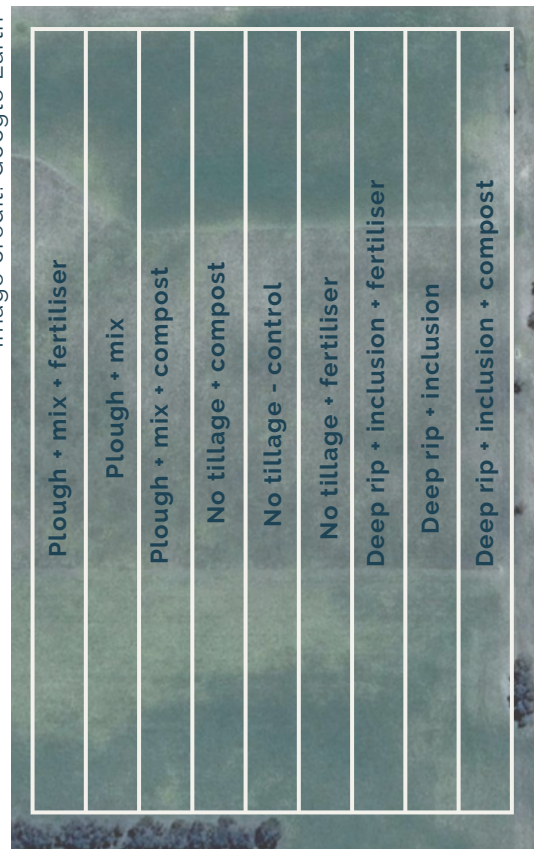 Image credit: Google Earth
Plough + mix + fertiliser
Plough + mix
Plough + mix + compost
No tillage + compost
No tillage - control
No tillage + fertiliser
Deep rip + inclusion + fertiliser
Deep rip + inclusion
Deep rip + inclusion + compost